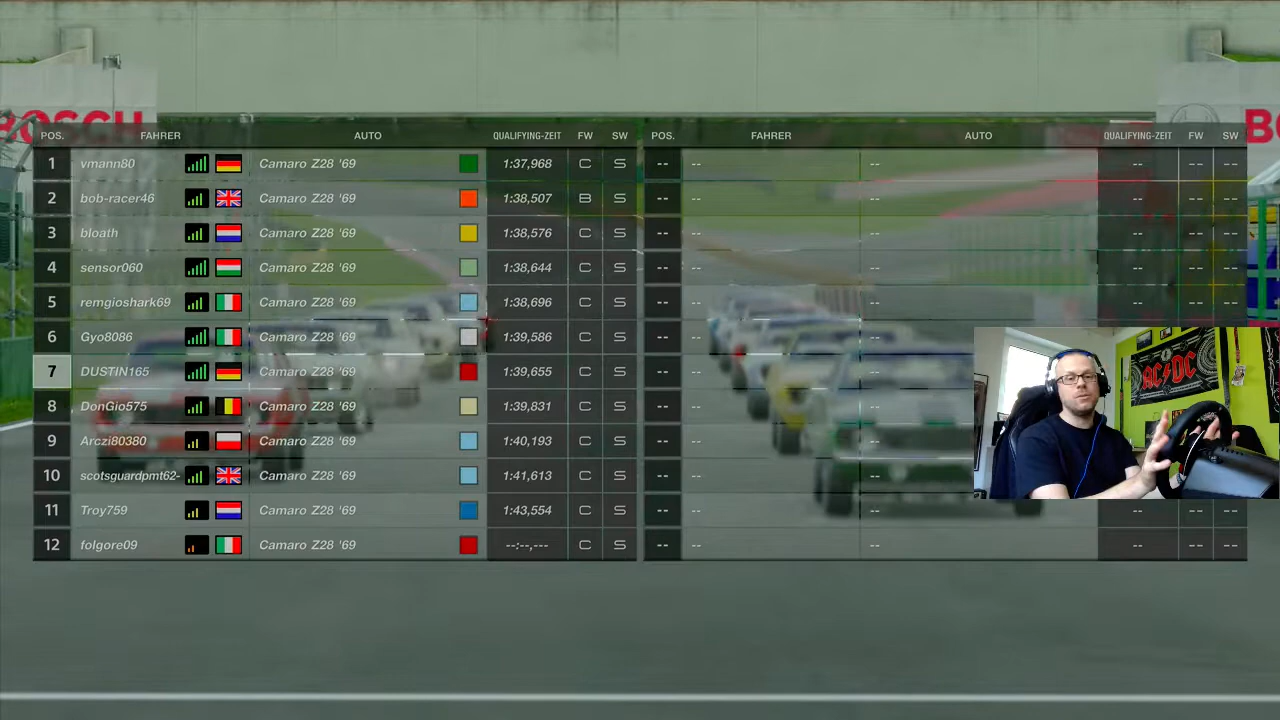 BOSCH
B
POS. FAHRER AUTO QUALIFYING-ZEIT FW SW POS. FAHRER AUTO QUALIFYING-ZEIT FW SW
1 vmann80 Camaro Z28 '69 1:37,968 C S -- -- -- -- -- --
2 bob-racer46 Camaro Z28 '69 1:38,507 B S -- -- -- -- -- --
3 bloath Camaro Z28 '69 1:38,576 C S -- -- -- -- -- --
4 sensor060 Camaro Z28 '69 1:38,644 C S -- -- -- -- -- --
5 remgioshark69 Camaro Z28 '69 1:38,696 C S -- -- -- -- -- --
6 Gyo8086 Camaro Z28 '69 1:39,586 C S -- -- --
7 DUSTIN165 Camaro Z28 '69 1:39,655 C S -- -- --
8 DonGio575 Camaro Z28 '69 1:39,831 C S -- -- --
9 Arczi80380 Camaro Z28 '69 1:40,193 C S -- -- --
10 scotsguardpmt62- Camaro Z28 '69 1:41,613 C S -- -- --
11 Troy759 Camaro Z28 '69 1:43,554 C S -- -- -- -- -- --
12 folgore09 Camaro Z28 '69 --:--,--- C S -- -- -- -- -- --
AC/DC